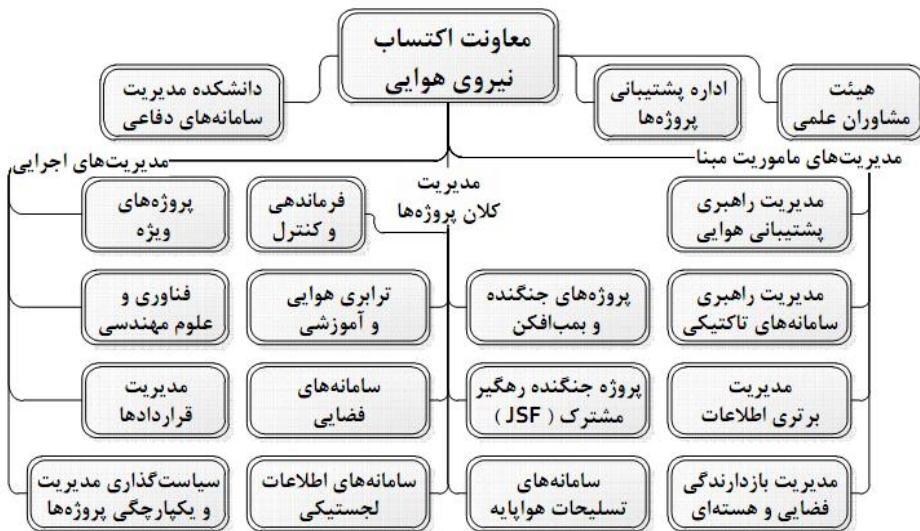 معاونت اکتساب
نیروی هوایی
هیئت
مشاوران علمی
اداره پشتیبانی
پروژه‌ها
دانشکده مدیریت
سامانه‌های دفاعی
مدیریت‌های ماموریت مبنا
مدیریت
کلان پروژه‌ها
مدیریت‌های اجرایی
مدیریت راهبری
پشتیبانی هوایی
فرماندهی
و کنترل
پروژه‌های
ویژه
مدیریت راهبری
سامانه‌های تاکتیکی
پروژه‌های جنگنده
و بمب‌افکن
ترابری هوایی
و آموزشی
فناوری و
علوم مهندسی
مدیریت
برتری اطلاعات
پروژه جنگنده رهگیر
مشترک ( JSF )
سامانه‌های
فضایی
مدیریت
قراردادها
مدیریت بازدارندگی
فضایی و هسته‌ای
سامانه‌های
تسلیحات هواپایه
سامانه‌های اطلاعات
لجستیکی
سیاست‌گذاری مدیریت
و یکپارچگی پروژه‌ها